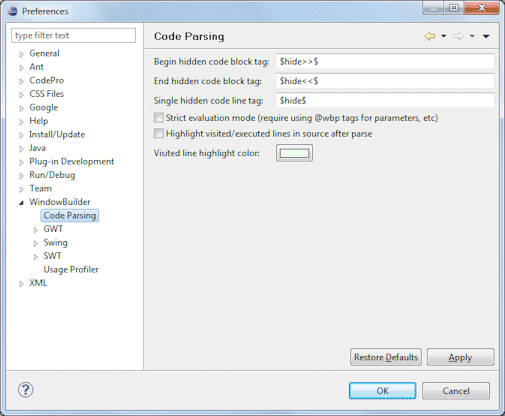 Preferences
type filter text
General
Ant
CodePro
CSS Files
Google
Help
Install/Update
Java
Plug-in Development
Run/Debug
Team
WindowBuilder
Code Parsing
GWT
Swing
SWT
Usage Profiler
XML
Code Parsing
Begin hidden code block tag: $hide>>$
End hidden code block tag: $hide<<$
Single hidden code line tag: $hide$
Strict evaluation mode (require using @wbp tags for parameters, etc)
Highlight visited/executed lines in source after parse
Visited line highlight color:
Restore Defaults Apply
? OK Cancel